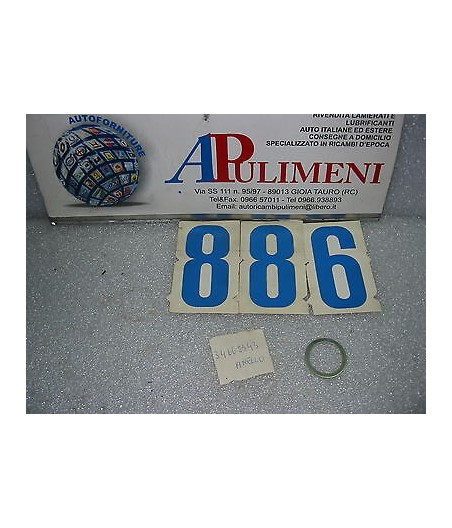 AUTOFORNITURE
RIVENDITA LAMIERATI E
LUBRIFICANTI
AUTO ITALIANE ED ESTERE
CONSEGNE A DOMICILIO
SPECIALIZZATO IN RICAMBI D'EPOCA
APULIMENI
Via SS 111 n. 95/97 - 89013 GIOIA TAURO (RC)
Tel&Fax. 0966 57011 - Tel 0966.938893
Email: autoricambipulimeni@libero.it
886
ANELLO